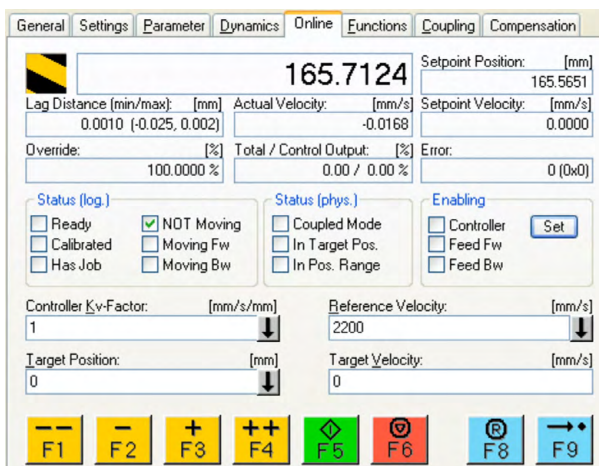 General Settings Parameter Dynamics Online Functions Coupling Compensation
165.7124
Setpoint Position: [mm]
165.5651
Lag Distance (min/max): [mm] Actual Velocity: [mm/s] Setpoint Velocity: [mm/s]
0.0010 (-0.025, 0.002) -0.0168 0.0000
Override: [%] Total / Control Output: [%] Error:
100.0000 % 0.00 / 0.00 % 0 (0x0)
Status (log.) Status (phys.) Enabling
Ready NOT Moving Coupled Mode Controller Set
Calibrated Moving Fw In Target Pos. Feed Fw
Has Job Moving Bw In Pos. Range Feed Bw
Controller Kv-Factor: [mm/s/mm] Reference Velocity: [mm/s]
1 2200
Target Position: [mm] Target Velocity: [mm/s]
0 0
-- - + ++ R
F1 F2 F3 F4 F5 F6 F8 F9